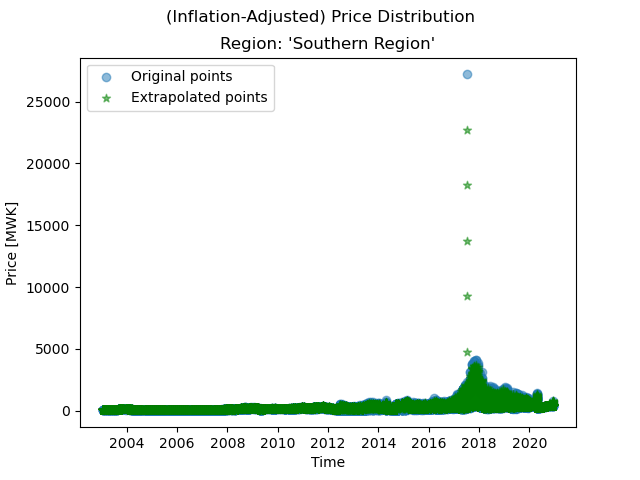 (Inflation-Adjusted) Price Distribution
Region: 'Southern Region'
Original points
Extrapolated points
25000
20000
15000
10000
5000
0
Price [MWK]
2004 2006 2008 2010 2012 2014 2016 2018 2020
Time